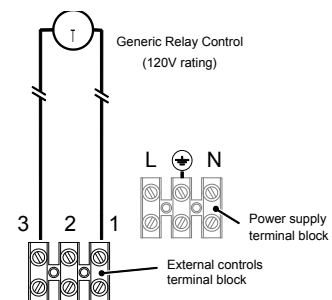 T
Generic Relay Control
(120V rating)
L N
3 2 1
Power supply
terminal block
External controls
terminal block